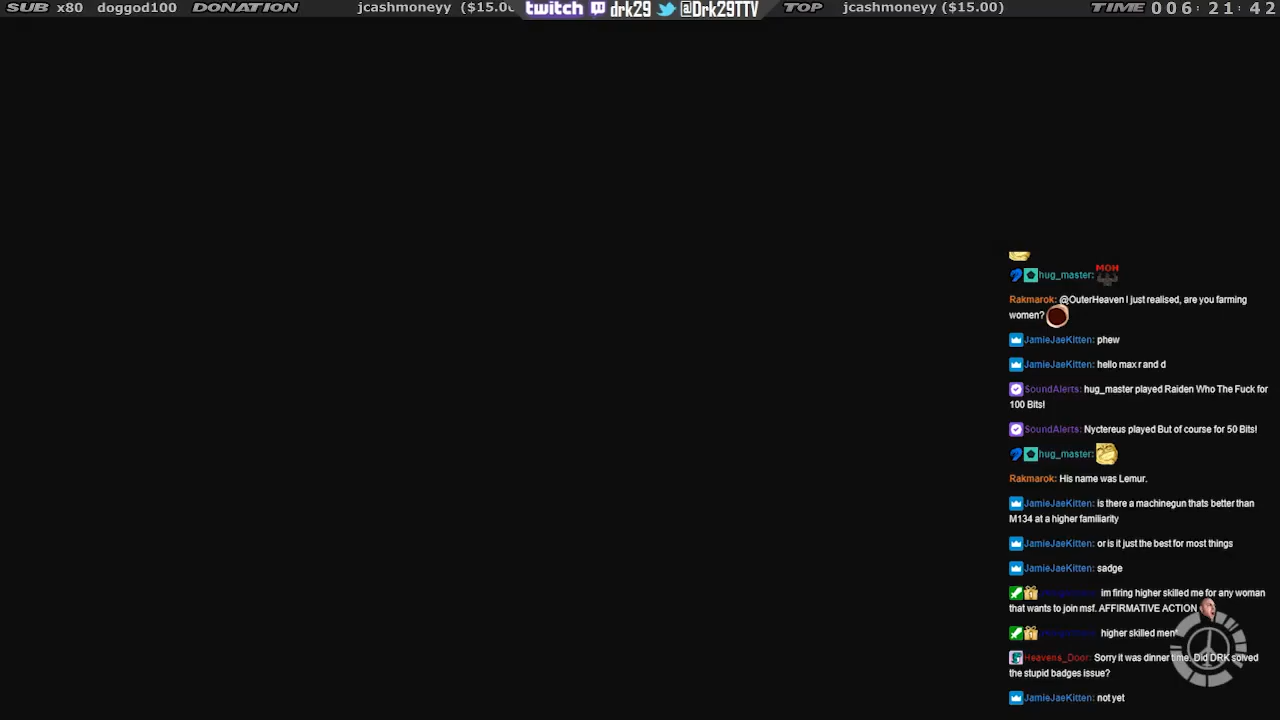 SUB x80 doggod100 DONATION jcashmoneyy ($15.00 twitch drk29 @Drk29TTV TOP jcashmoneyy ($15.00) TIME 006:21:42
hug_master: MOH
Rakmarok: @OuterHeaven I just realised, are you farming
women?
JamieJaeKitten: phew
JamieJaeKitten: hello max r and d
SoundAlerts: hug_master played Raiden Who The Fuck for
100 Bits!
SoundAlerts: Nyctereus played But of course for 50 Bits!
hug_master:
Rakmarok: His name was Lemur.
JamieJaeKitten: is there a machinegun thats better than
M134 at a higher familiarity
JamieJaeKitten: or is it just the best for most things
JamieJaeKitten: sadge
im firing higher skilled me for any woman
that wants to join msf. AFFIRMATIVE ACTION
higher skilled men*
Heavens_Door: Sorry it was dinner time. Did DRK solved
the stupid badges issue?
JamieJaeKitten: not yet